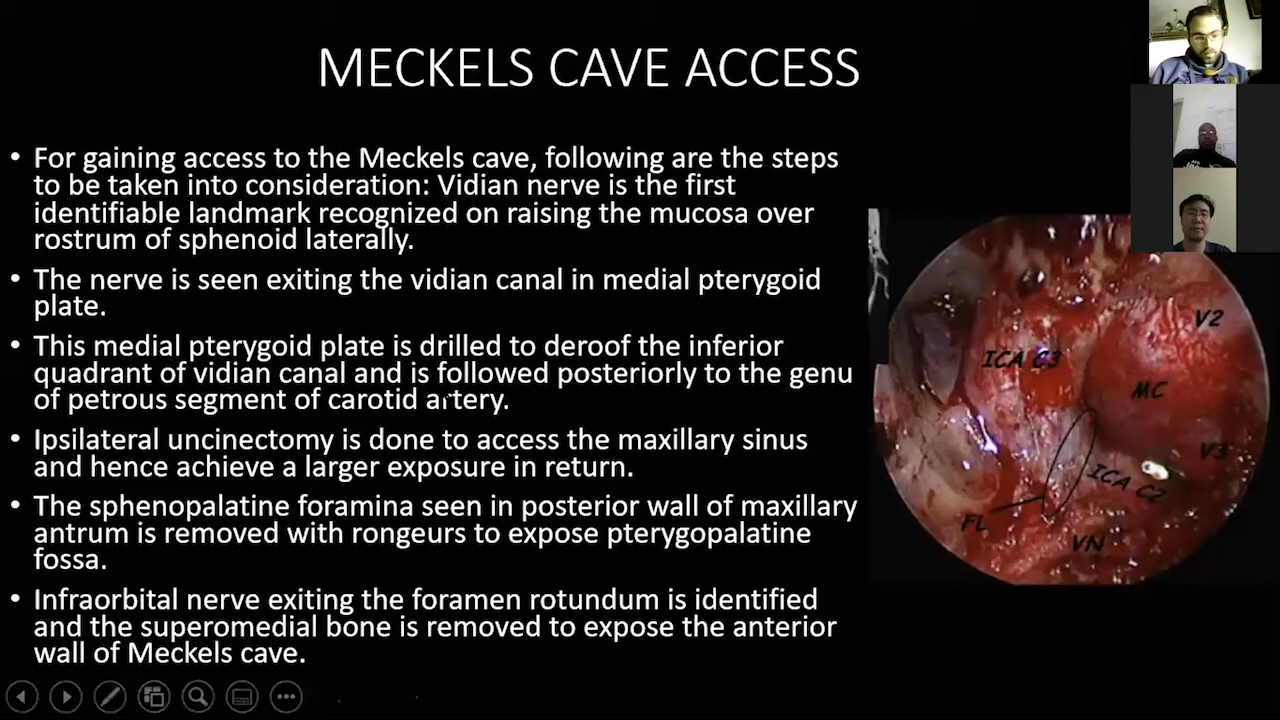 MECKELS CAVE ACCESS
• For gaining access to the Meckels cave, following are the steps
to be taken into consideration: Vidian nerve is the first
identifiable landmark recognized on raising the mucosa over
rostrum of sphenoid laterally.
• The nerve is seen exiting the vidian canal in medial pterygoid
plate.
• This medial pterygoid plate is drilled to deroof the inferior
quadrant of vidian canal and is followed posteriorly to the genu
of petrous segment of carotid artery.
• Ipsilateral uncinectomy is done to access the maxillary sinus
and hence achieve a larger exposure in return.
• The sphenopalatine foramina seen in posterior wall of maxillary
antrum is removed with rongeurs to expose pterygopalatine
fossa.
• Infraorbital nerve exiting the foramen rotundum is identified
and the superomedial bone is removed to expose the anterior
wall of Meckels cave.
V2
ICA C3
MC
V3
ICA C2
FL
VN